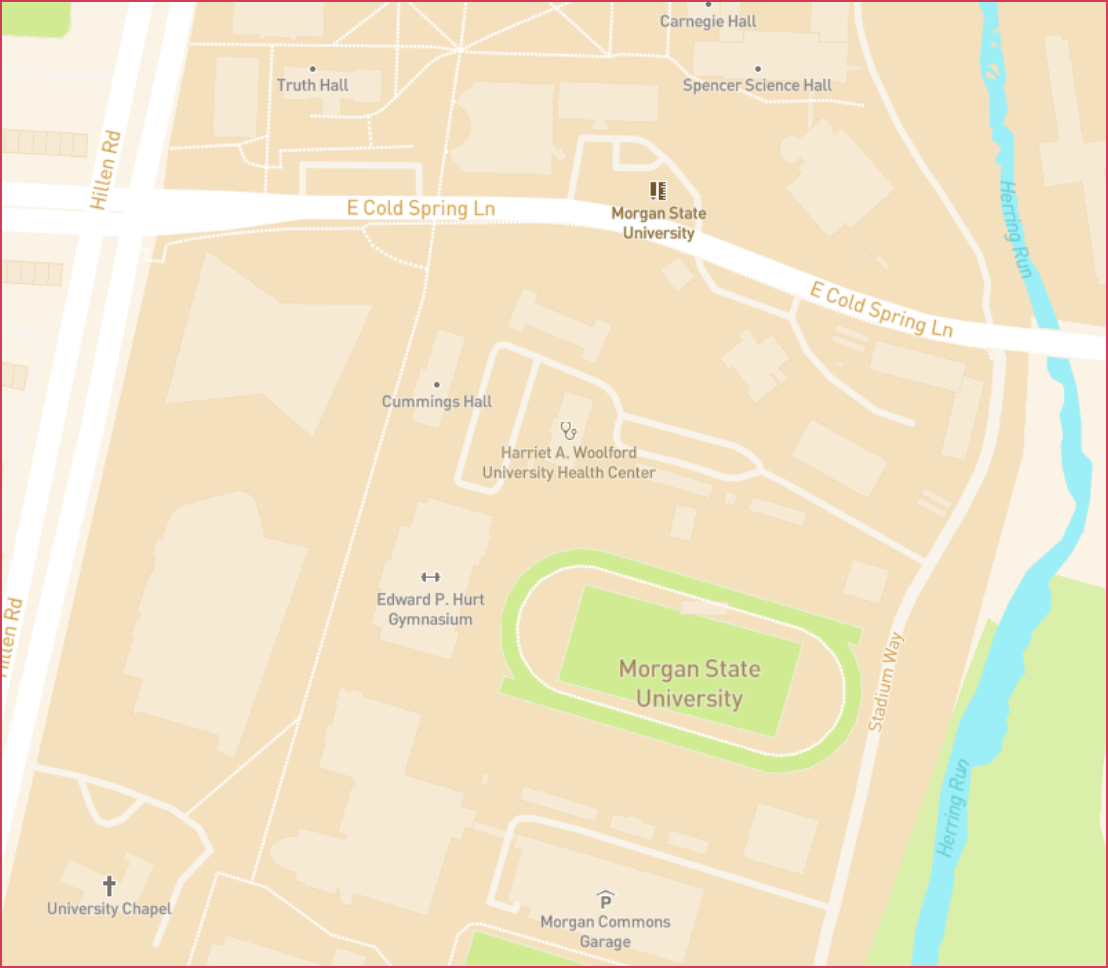 Carnegie Hall
Truth Hall
Spencer Science Hall
Hillen Rd
E Cold Spring Ln
Morgan State
University
Herring Run
E Cold Spring Ln
Cummings Hall
Harriet A. Woolford
University Health Center
Edward P. Hurt
Gymnasium
Hillen Rd
Morgan State
University
Stadium Way
Herring Run
University Chapel
P
Morgan Commons
Garage